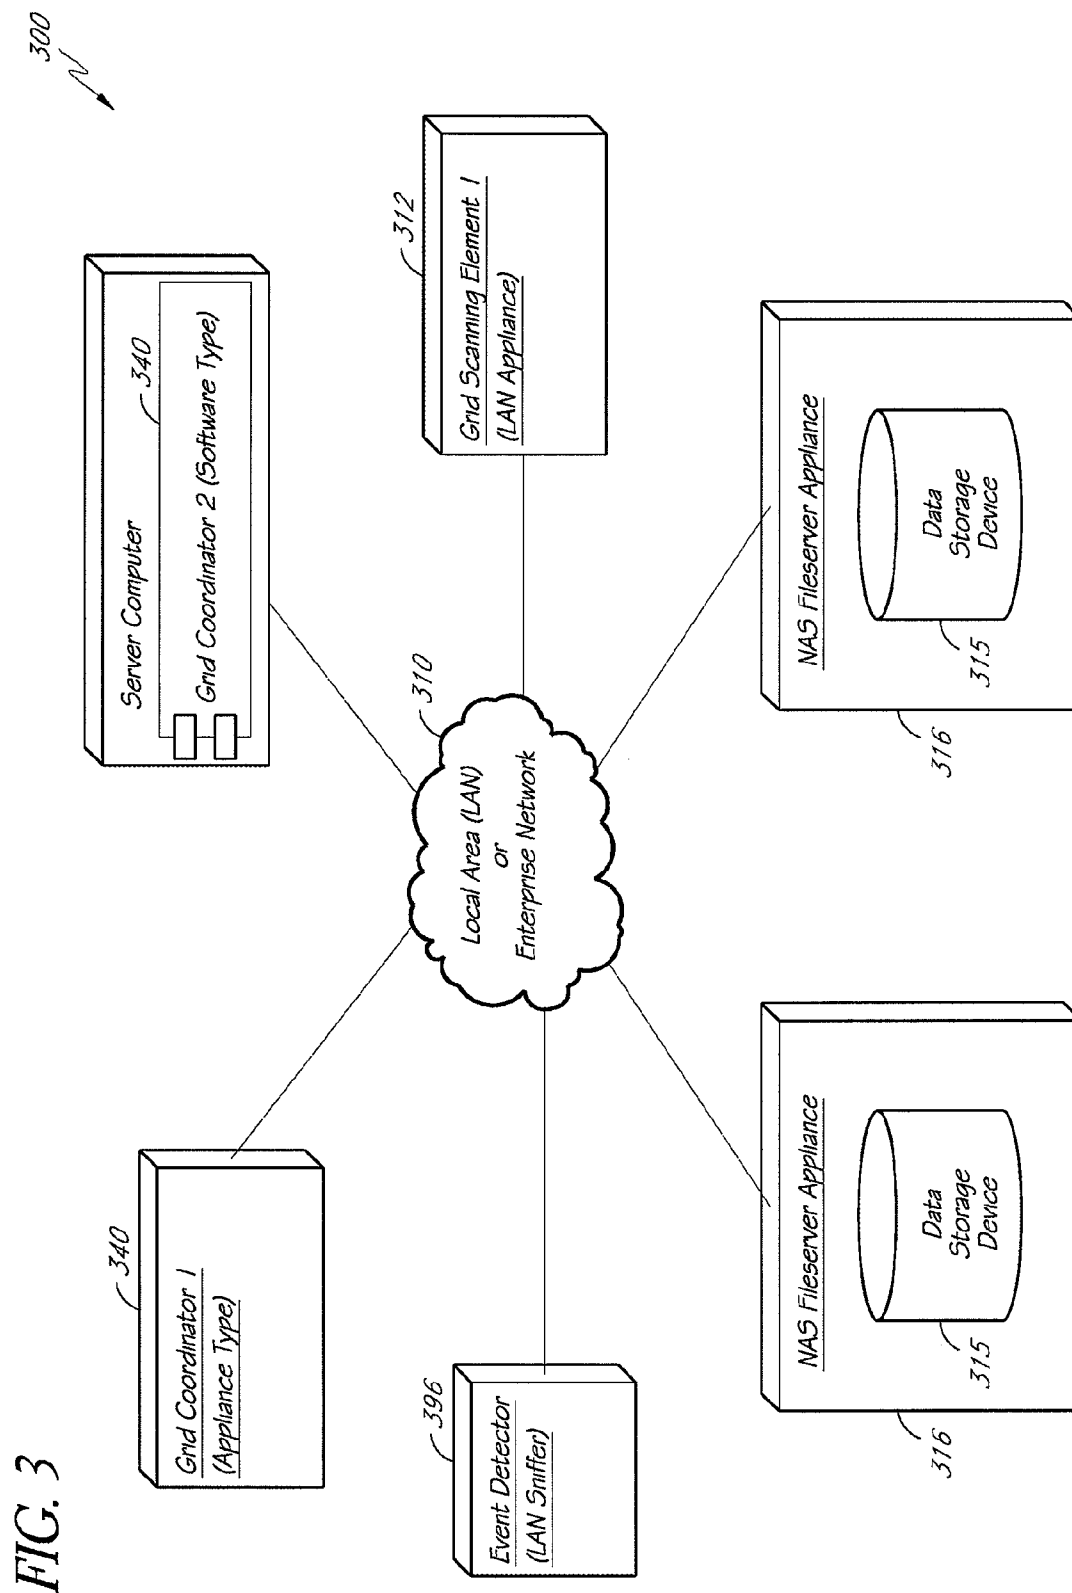 FIG. 3
300
Grid Coordinator 1
(Appliance Type)
340
Server Computer
340
Grid Coordinator 2 (Software Type)
Event Detector
(LAN Sniffer)
396
Local Area (LAN)
or
Enterprise Network
310
Grid Scanning Element 1
(LAN Appliance)
312
NAS Fileserver Appliance
Data
Storage
Device
315
316
NAS Fileserver Appliance
Data
Storage
Device
315
316